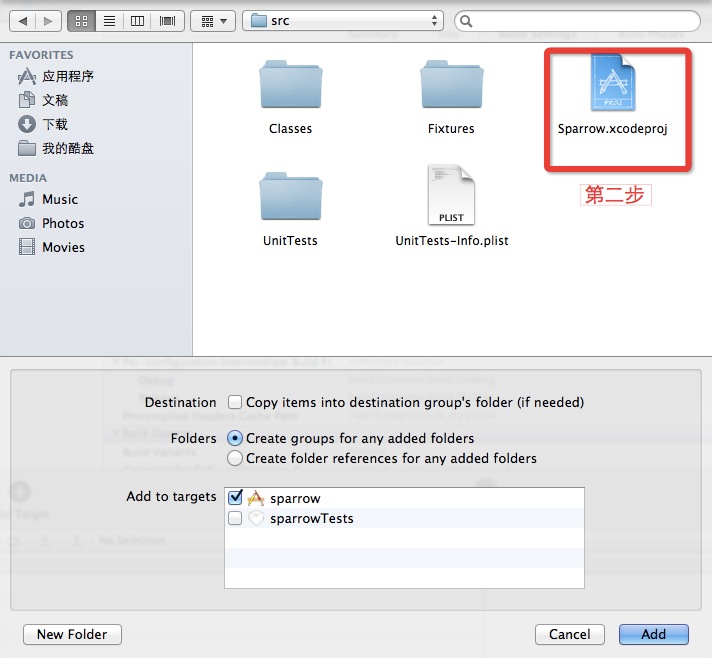 src
FAVORITES
应用程序
文稿
下载
我的酷盘
MEDIA
Music
Photos
Movies
Classes
Fixtures
PROJ
Sparrow.xcodeproj
第二步
UnitTests
PLIST
UnitTests-Info.plist
Destination Copy items into destination group's folder (if needed)
Folders Create groups for any added folders
Create folder references for any added folders
Add to targets sparrow
sparrowTests
New Folder Cancel Add